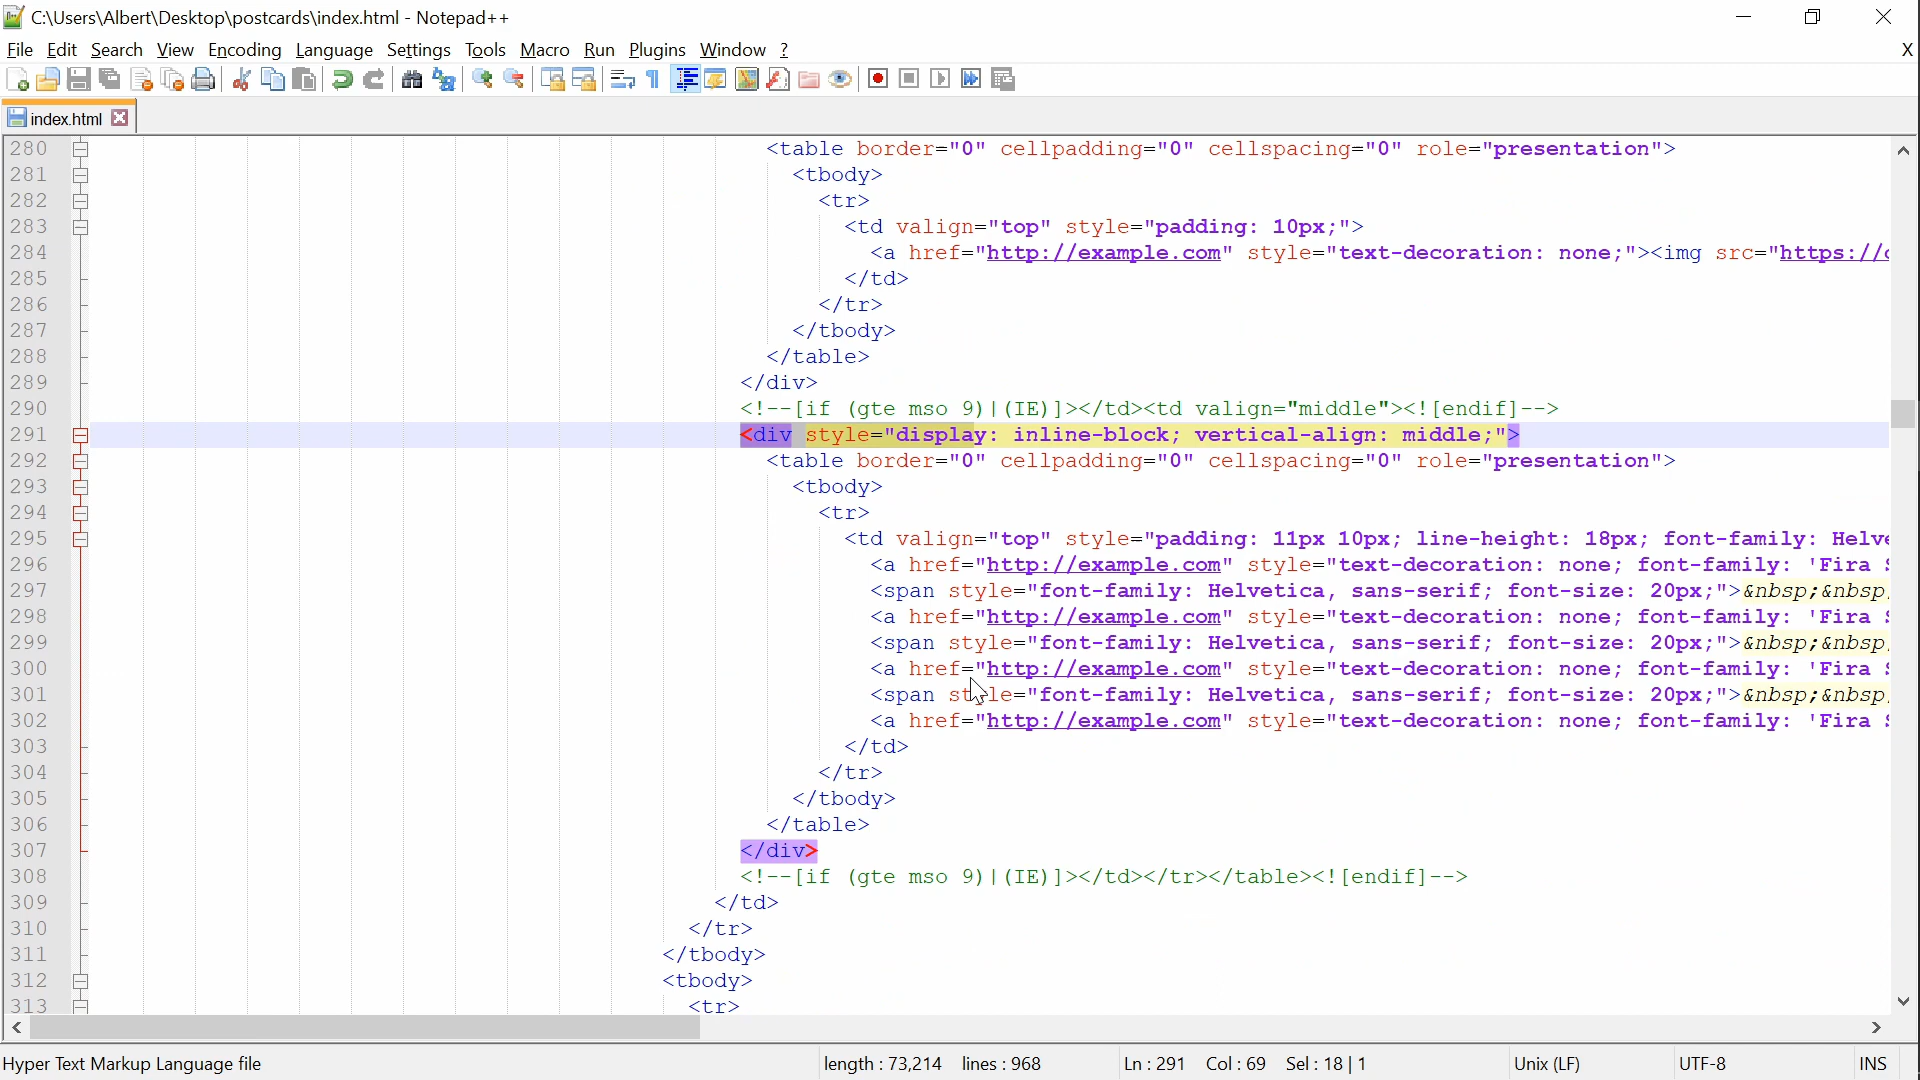 C:\Users\Albert\Desktop\postcards\index.html - Notepad++
File Edit Search View Encoding Language Settings Tools Macro Run Plugins Window ? X
index.html
280 <table border="0" cellpadding="0" cellspacing="0" role="presentation">
281 <tbody>
282 <tr>
283 <td valign="top" style="padding: 10px;">
284 <a href="http://example.com" style="text-decoration: none;"><img src="https://
285 </td>
286 </tr>
287 </tbody>
288 </table>
289 </div>
290 <!--[if (gte mso 9)|(IE)]></td><td valign="middle"><![endif]-->
291 <div style="display: inline-block; vertical-align: middle;">
292 <table border="0" cellpadding="0" cellspacing="0" role="presentation">
293 <tbody>
294 <tr>
295 <td valign="top" style="padding: 11px 10px; line-height: 18px; font-family: Helve
296 <a href="http://example.com" style="text-decoration: none; font-family: 'Fira
297 <span style="font-family: Helvetica, sans-serif; font-size: 20px;">&nbsp;&nbsp
298 <a href="http://example.com" style="text-decoration: none; font-family: 'Fira
299 <span style="font-family: Helvetica, sans-serif; font-size: 20px;">&nbsp;&nbsp
300 <a href="http://example.com" style="text-decoration: none; font-family: 'Fira
301 <span style="font-family: Helvetica, sans-serif; font-size: 20px;">&nbsp;&nbsp
302 <a href="http://example.com" style="text-decoration: none; font-family: 'Fira
303 </td>
304 </tr>
305 </tbody>
306 </table>
307 </div>
308 <!--[if (gte mso 9)|(IE)]></td></tr></table><![endif]-->
309 </td>
310 </tr>
311 </tbody>
312 <tbody>
313 <tr>
Hyper Text Markup Language file length : 73,214 lines : 968 Ln : 291 Col : 69 Sel : 18 | 1 Unix (LF) UTF-8 INS